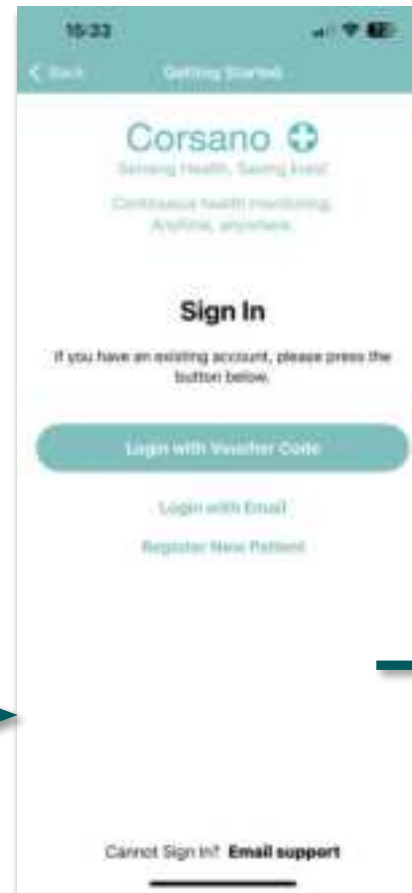 15:33
Back Getting Started
Corsano
Sensing Health, Saving Lives!
Continuous health monitoring.
Anytime, anywhere.
Sign In
If you have an existing account, please press the
button below.
Login with Voucher Code
Login with Email
Register New Patient
Cannot Sign In? Email support